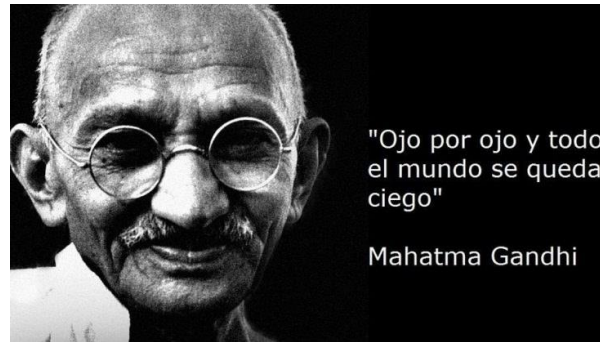 "Ojo por ojo y todo
el mundo se queda
ciego"
Mahatma Gandhi